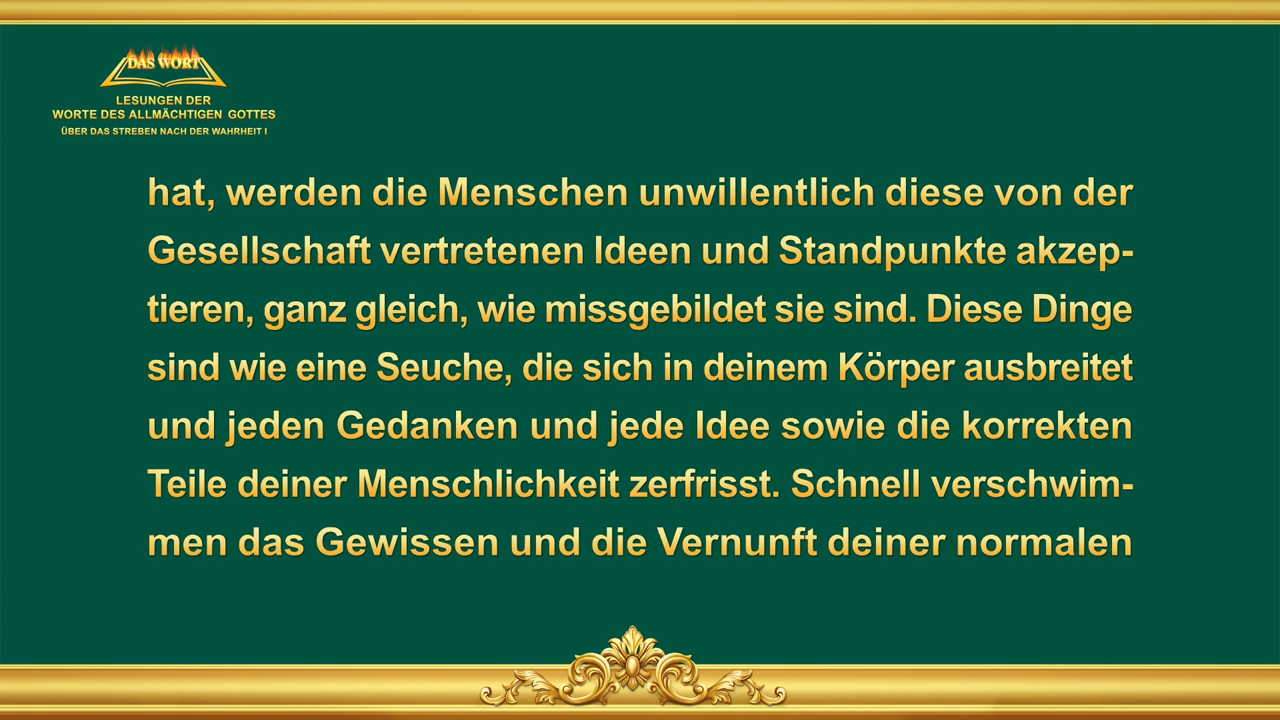 DAS WORT
LESUNGEN DER
WORTE DES ALLMÄCHTIGEN GOTTES
ÜBER DAS STREBEN NACH DER WAHRHEIT I
hat, werden die Menschen unwillentlich diese von der
Gesellschaft vertretenen Ideen und Standpunkte akzep-
tieren, ganz gleich, wie missgebildet sie sind. Diese Dinge
sind wie eine Seuche, die sich in deinem Körper ausbreitet
und jeden Gedanken und jede Idee sowie die korrekten
Teile deiner Menschlichkeit zerfrisst. Schnell verschwim-
men das Gewissen und die Vernunft deiner normalen